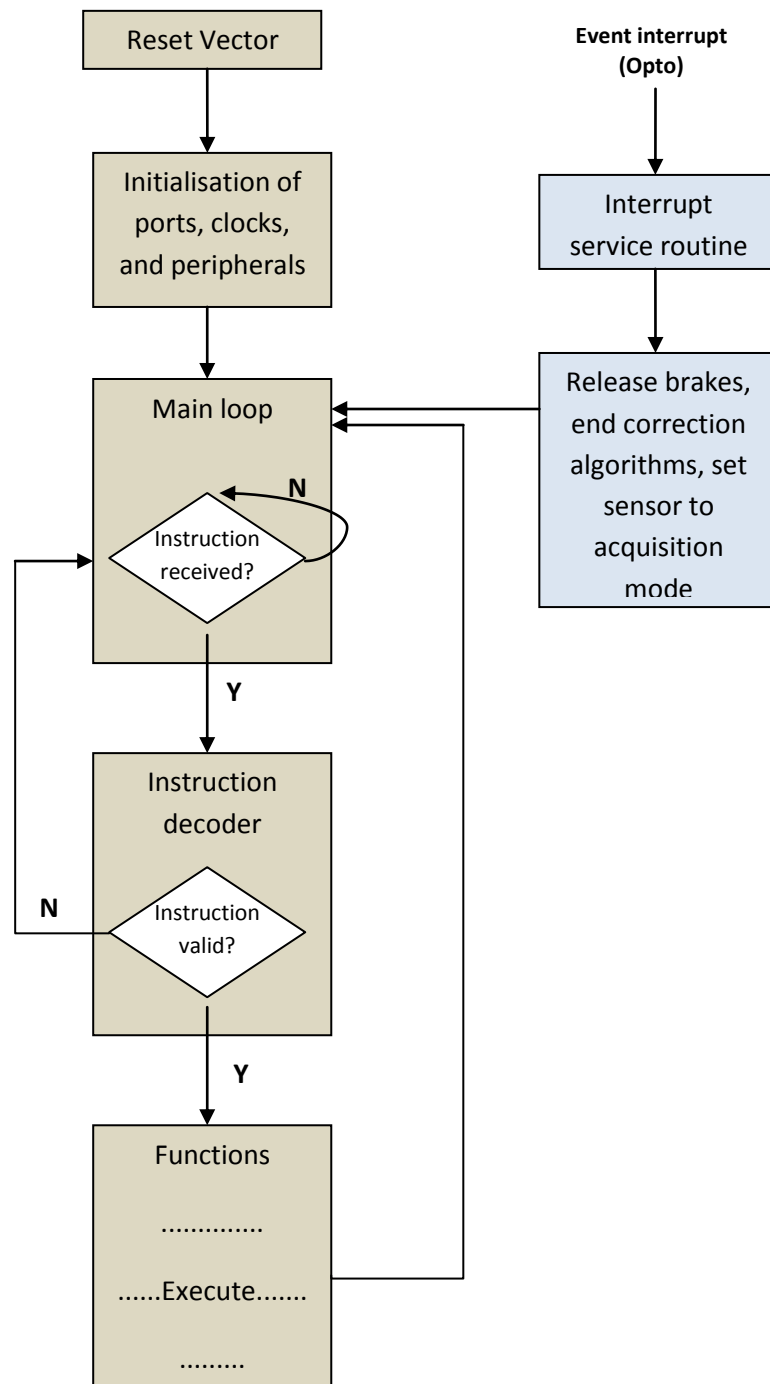 Reset Vector
Initialisation of
ports, clocks,
and peripherals
Main loop
N
Instruction
received?
Y
Instruction
decoder
N
Instruction
valid?
Y
Functions
..............
......Execute.......
.........
Event interrupt
(Opto)
Interrupt
service routine
Release brakes,
end correction
algorithms, set
sensor to
acquisition
mode